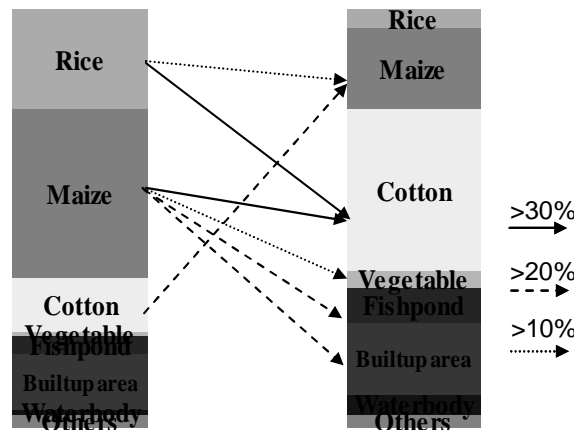 Rice
Maize
Cotton
Vegetable
Fishpond
Builtup area
Waterbody
Others
Rice
Maize
Cotton
Vegetable
Fishpond
Builtup area
Waterbody
Others
>30%
>20%
>10%